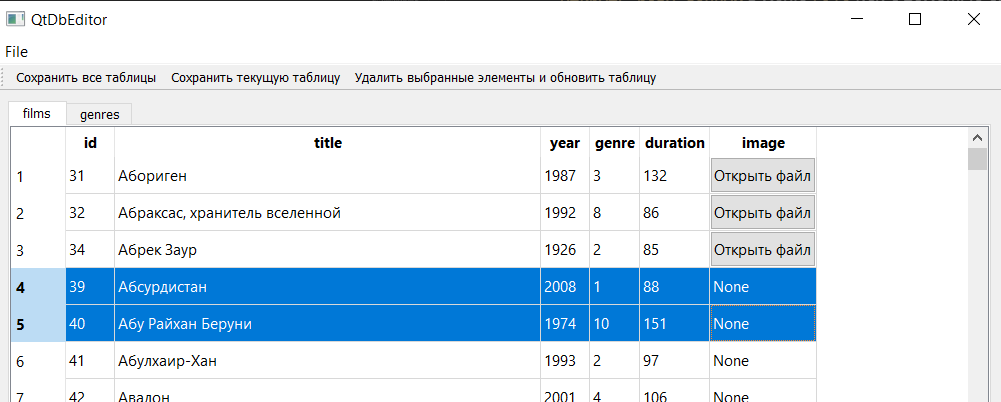 QtDbEditor
File
Сохранить все таблицы Сохранить текущую таблицу Удалить выбранные элементы и обновить таблицу
films genres
id title year genre duration image
1 31 Абориген 1987 3 132 Открыть файл
2 32 Абраксас, хранитель вселенной 1992 8 86 Открыть файл
3 34 Абрек Заур 1926 2 85 Открыть файл
4 39 Абсурдистан 2008 1 88 None
5 40 Абу Райхан Беруни 1974 10 151 None
6 41 Абулхаир-Хан 1993 2 97 None
7 42 Авалон 2001 4 106 None